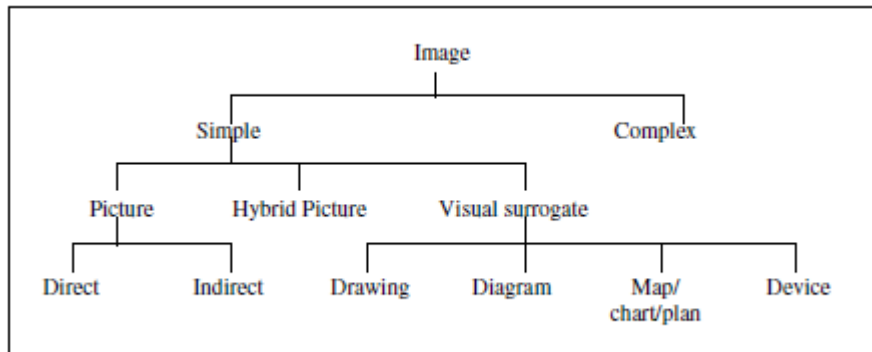 Image
Simple Complex
Picture Hybrid Picture Visual surrogate
Direct Indirect Drawing Diagram Map/ Device
chart/plan